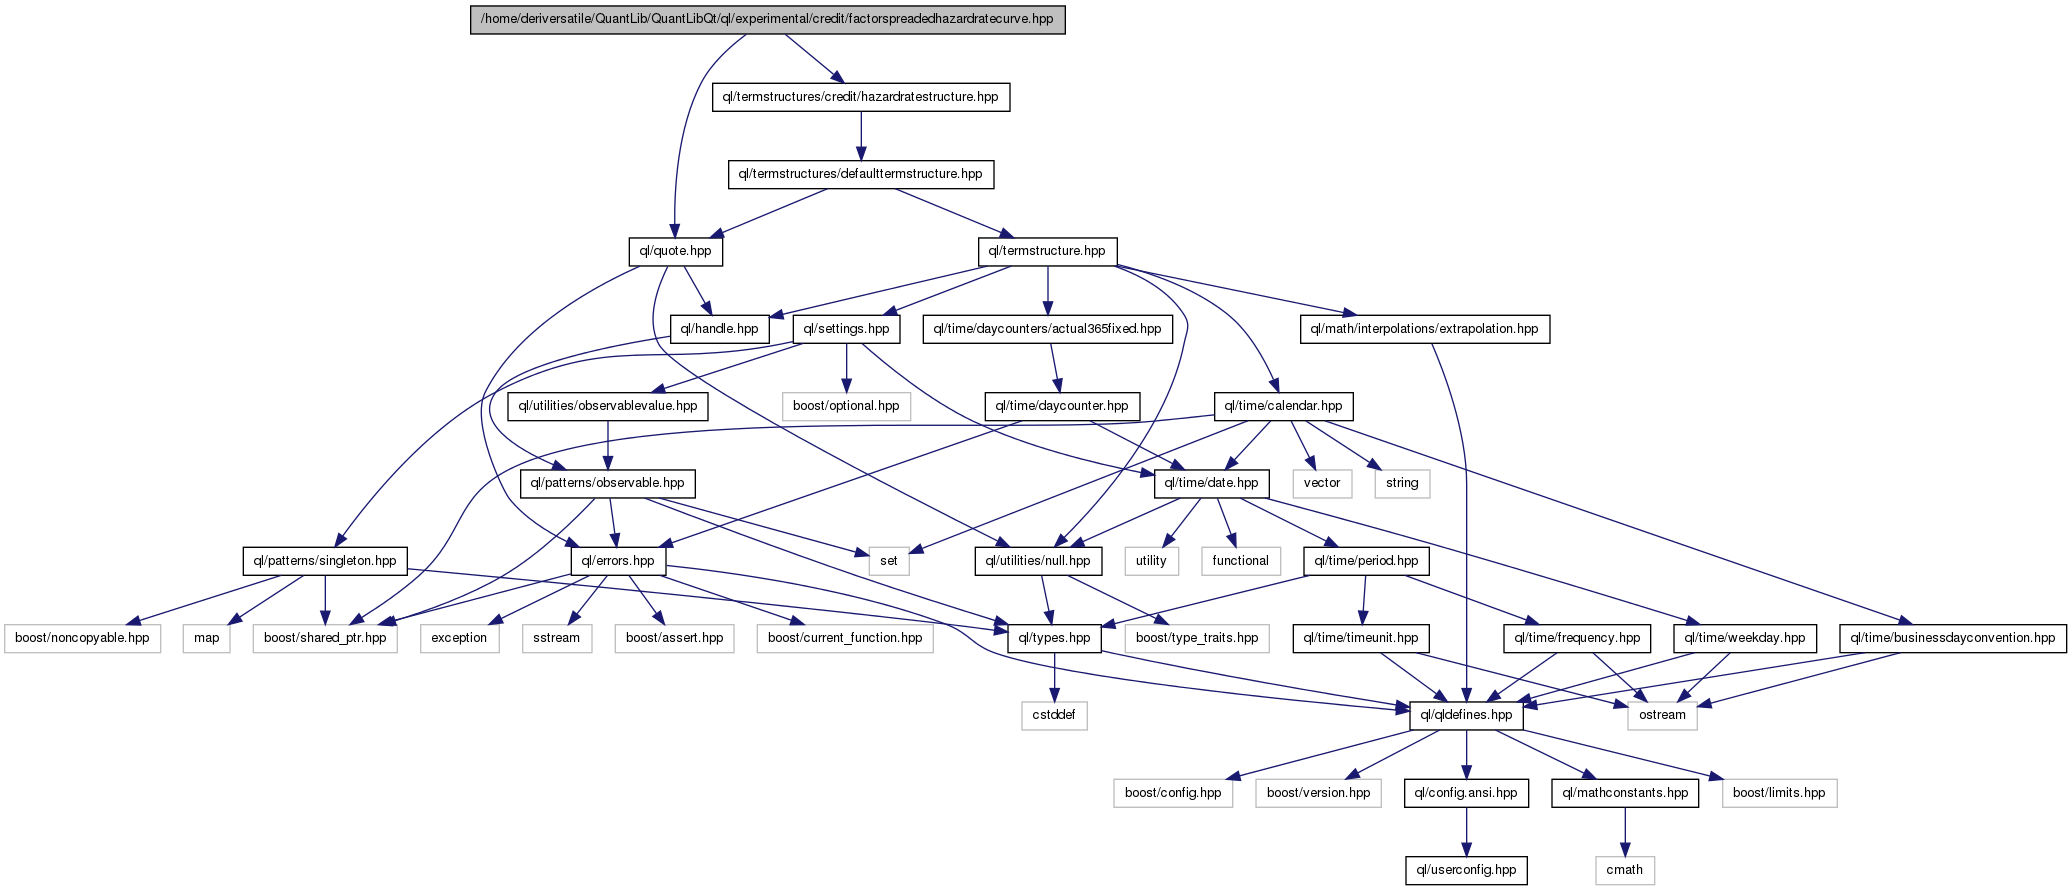 /home/deriversatile/QuantLib/QuantLibQt/ql/experimental/credit/factorspreadedhazardratecurve.hpp
ql/termstructures/credit/hazardratestructure.hpp
ql/termstructures/defaulttermstructure.hpp
ql/quote.hpp
ql/termstructure.hpp
ql/handle.hpp
ql/settings.hpp
ql/time/daycounters/actual365fixed.hpp
ql/math/interpolations/extrapolation.hpp
ql/utilities/observablevalue.hpp
boost/optional.hpp
ql/time/daycounter.hpp
ql/time/calendar.hpp
ql/patterns/observable.hpp
ql/time/date.hpp
vector
string
ql/patterns/singleton.hpp
ql/errors.hpp
set
ql/utilities/null.hpp
utility
functional
ql/time/period.hpp
boost/noncopyable.hpp
map
boost/shared_ptr.hpp
exception
sstream
boost/assert.hpp
boost/current_function.hpp
ql/types.hpp
boost/type_traits.hpp
ql/time/timeunit.hpp
ql/time/frequency.hpp
ql/time/weekday.hpp
ql/time/businessdayconvention.hpp
cstddef
ql/qldefines.hpp
ostream
boost/config.hpp
boost/version.hpp
ql/config.ansi.hpp
ql/mathconstants.hpp
boost/limits.hpp
ql/userconfig.hpp
cmath